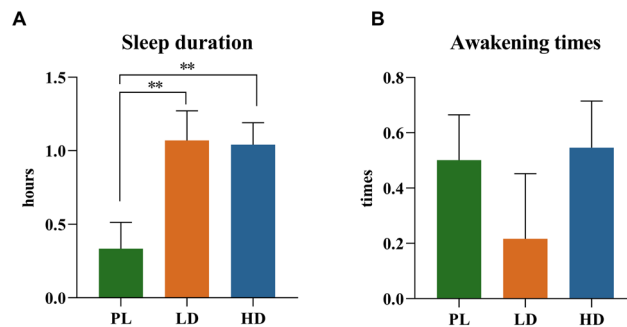 A
Sleep duration
**
**
1.5
1.0
0.5
0.0
hours
PL LD HD
B
Awakening times
0.8
0.6
0.4
0.2
0.0
times
PL LD HD